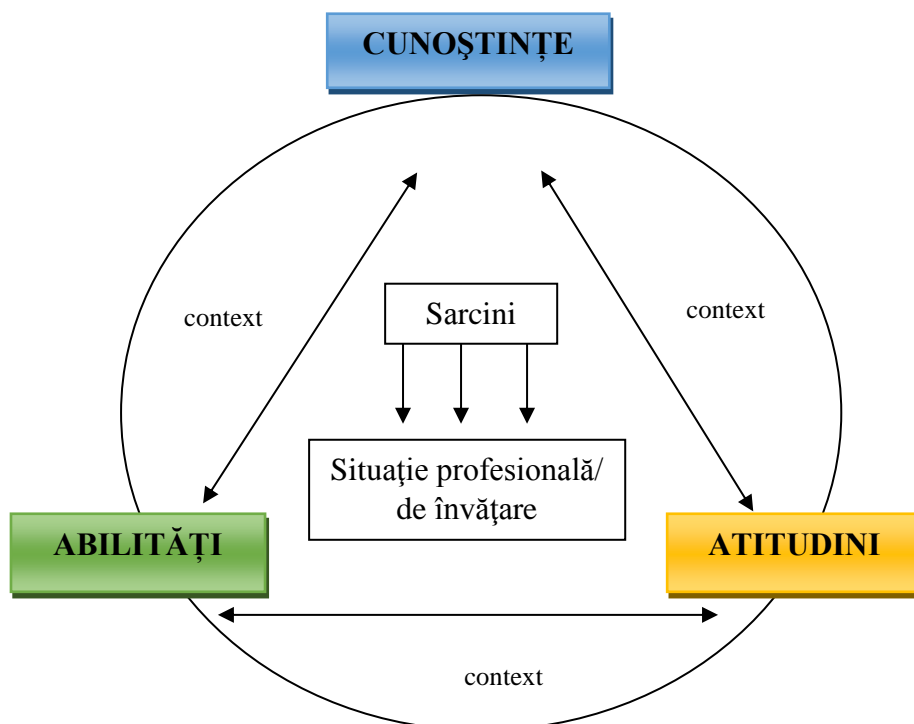 CUNOŞTINȚE
context
context
Sarcini
Situaţie profesională/
de învăţare
ABILITĂȚI
ATITUDINI
context